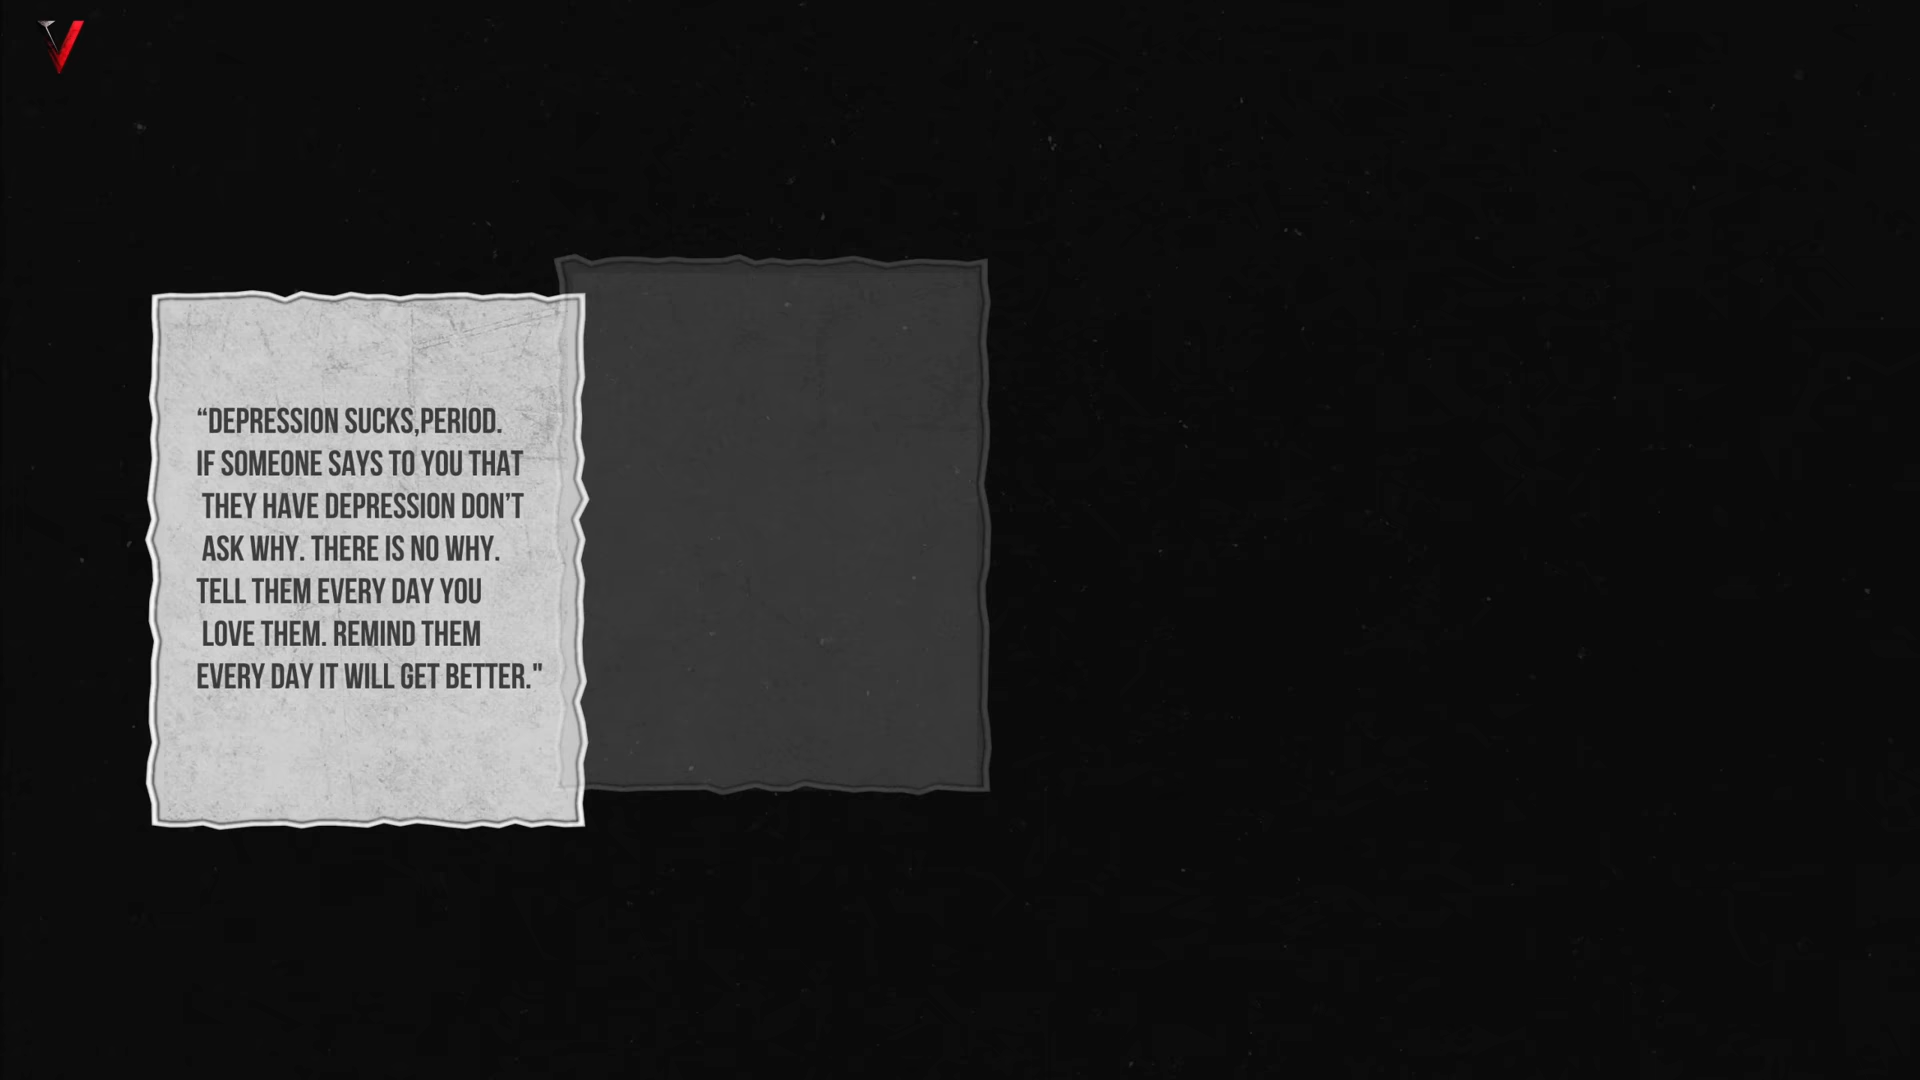 “DEPRESSION SUCKS,PERIOD.
IF SOMEONE SAYS TO YOU THAT
THEY HAVE DEPRESSION DON’T
ASK WHY. THERE IS NO WHY.
TELL THEM EVERY DAY YOU
LOVE THEM. REMIND THEM
EVERY DAY IT WILL GET BETTER."